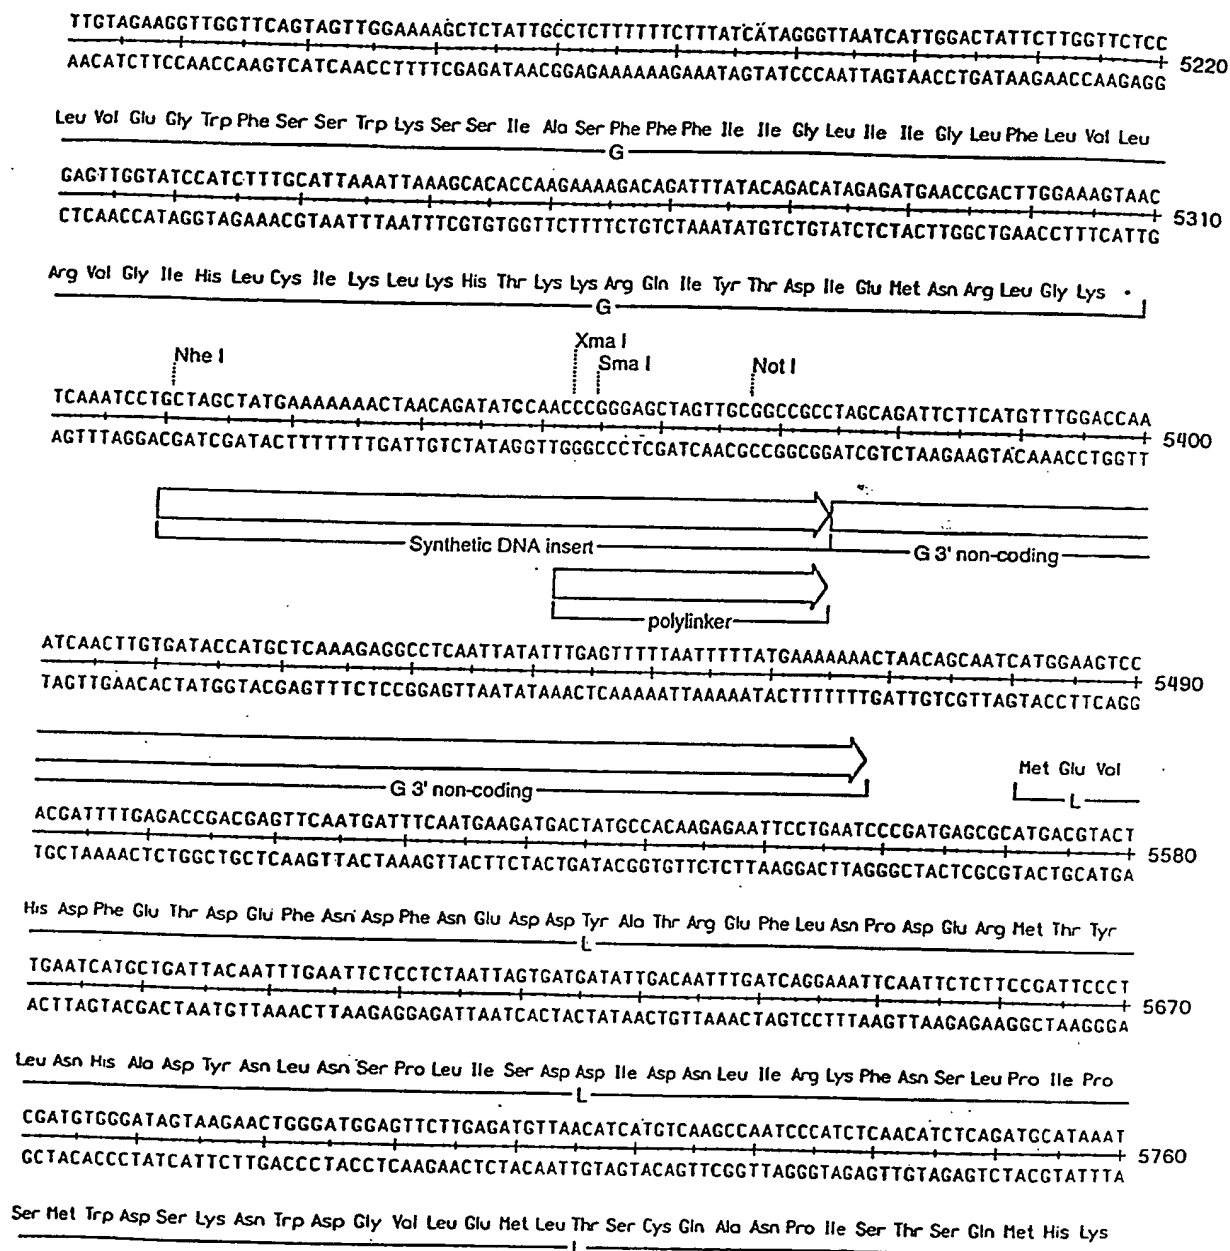 TTGTAGAAGGTTGGTTCAGTAGTTGGAAAAGCTCTATTGCCTCTTTTTTCTTTATCATAGGGTTAATCATTGGACTATTCTTGGTTCTCC
5220
AACATCTTCCAACCAAGTCATCAACCTTTTCGAGATAACGGAGAAAAAAGAAATAGTATCCCAATTAGTAACCTGATAAGAACCAAGAGG
Leu Val Glu Gly Trp Phe Ser Ser Trp Lys Ser Ser Ile Ala Ser Phe Phe Phe Ile Ile Gly Leu Ile Ile Gly Leu Phe Leu Val Leu
G
GAGTTGGTATCCATCTTTGCATTAAATTAAAGCACACCAAGAAAAGACAGATTTATACAGACATAGAGATGAACCGACTTGGAAAGTAAC
5310
CTCAACCATAGGTAGAAACGTAATTTAATTTCGTGTGGTTCTTTTCTGTCTAAATATGTCTGTATCTCTACTTGGCTGAACCTTTCATTG
Arg Val Gly Ile His Leu Cys Ile Lys Leu Lys His Thr Lys Lys Arg Gln Ile Tyr Thr Asp Ile Glu Met Asn Arg Leu Gly Lys ·
G
Xma I
Nhe I
Sma I
Not I
TCAAATCCTGCTAGCTATGAAAAAAACTAACAGATATCCAACCCGGGAGCTAGTTGCGGCCGCCTAGCAGATTCTTCATGTTTGGACCAA
5400
AGTTTAGGACGATCGATACTTTTTTTGATTGTCTATAGGTTGGGCCCTCGATCAACGCCGGCGGATCGTCTAAGAAGTACAAACCTGGTT
Synthetic DNA insert
G 3' non-coding
polylinker
ATCAACTTGTGATACCATGCTCAAAGAGGCCTCAATTATATTTGAGTTTTTAATTTTTATGAAAAAAACTAACAGCAATCATGGAAGTCC
5490
TAGTTGAACACTATGGTACGAGTTTCTCCGGAGTTAATATAAACTCAAAAATTAAAAATACTTTTTTTGATTGTCGTTAGTACCTTCAGG
Met Glu Val
G 3' non-coding
L
ACGATTTTGAGACCGACGAGTTCAATGATTTCAATGAAGATGACTATGCCACAAGAGAATTCCTGAATCCCGATGAGCGCATGACGTACT
5580
TGCTAAAACTCTGGCTGCTCAAGTTACTAAAGTTACTTCTACTGATACGGTGTTCTCTTAAGGACTTAGGGCTACTCGCGTACTGCATGA
His Asp Phe Glu Thr Asp Glu Phe Asn Asp Phe Asn Glu Asp Asp Tyr Ala Thr Arg Glu Phe Leu Asn Pro Asp Glu Arg Met Thr Tyr
L
TGAATCATGCTGATTACAATTTGAATTCTCCTCTAATTAGTGATGATATTGACAATTTGATCAGGAAATTCAATTCTCTTCCGATTCCCT
5670
ACTTAGTACGACTAATGTTAAACTTAAGAGGAGATTAATCACTACTATAACTGTTAAACTAGTCCTTTAAGTTAAGAGAAGGCTAAGGGA
Leu Asn His Ala Asp Tyr Asn Leu Asn Ser Pro Leu Ile Ser Asp Asp Ile Asp Asn Leu Ile Arg Lys Phe Asn Ser Leu Pro Ile Pro
L
CGATGTGGGATAGTAAGAACTGGGATGGAGTTCTTGAGATGTTAACATCATGTCAAGCCAATCCCATCTCAACATCTCAGATGCATAAAT
5760
GCTACACCCTATCATTCTTGACCCTACCTCAAGAACTCTACAATTGTAGTACAGTTCGGTTAGGGTAGAGTTGTAGAGTCTACGTATTTA
Ser Met Trp Asp Ser Lys Asn Trp Asp Gly Val Leu Glu Met Leu Thr Ser Cys Gln Ala Asn Pro Ile Ser Thr Ser Gln Met His Lys
L